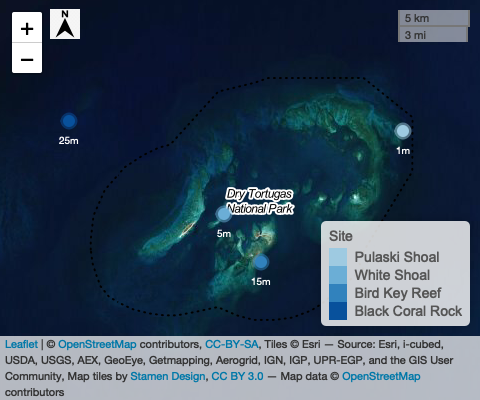 +
−
N
5 km
3 mi
25m
1m
Dry Tortugas
National Park
5m
15m
Site
Pulaski Shoal
White Shoal
Bird Key Reef
Black Coral Rock
Leaflet | © OpenStreetMap contributors, CC-BY-SA, Tiles © Esri — Source: Esri, i-cubed,
USDA, USGS, AEX, GeoEye, Getmapping, Aerogrid, IGN, IGP, UPR-EGP, and the GIS User
Community, Map tiles by Stamen Design, CC BY 3.0 — Map data © OpenStreetMap
contributors